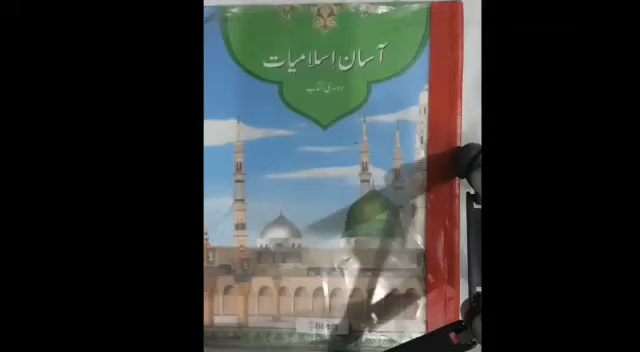 آسان اسلامیات
دوسری کتاب